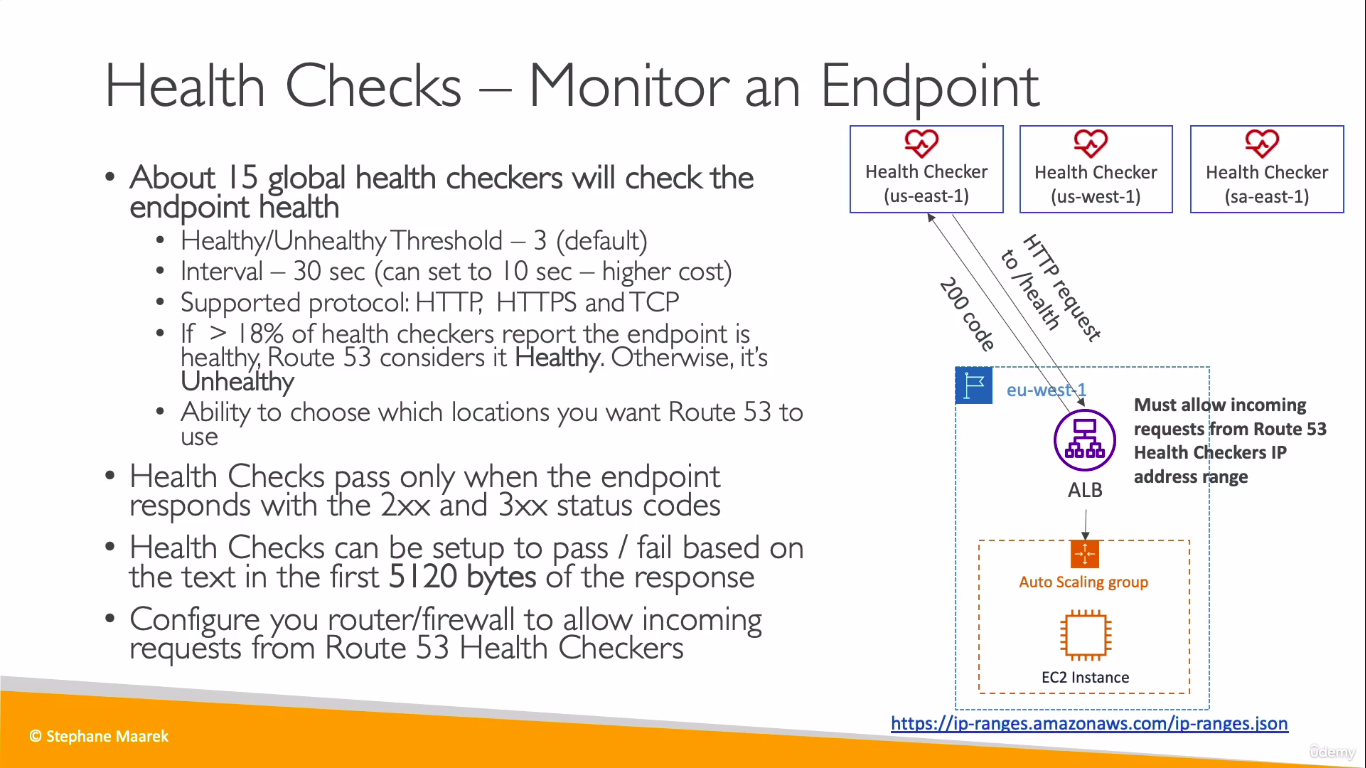 Health Checks – Monitor an Endpoint
• About 15 global health checkers will check the
endpoint health
• Healthy/Unhealthy Threshold – 3 (default)
• Interval – 30 sec (can set to 10 sec – higher cost)
• Supported protocol: HTTP, HTTPS and TCP
• If > 18% of health checkers report the endpoint is
healthy, Route 53 considers it Healthy. Otherwise, it’s
Unhealthy
• Ability to choose which locations you want Route 53 to
use
• Health Checks pass only when the endpoint
responds with the 2xx and 3xx status codes
• Health Checks can be setup to pass / fail based on
the text in the first 5120 bytes of the response
• Configure you router/firewall to allow incoming
requests from Route 53 Health Checkers
Health Checker
(us-east-1)
Health Checker
(us-west-1)
Health Checker
(sa-east-1)
HTTP request
to /health
200 code
eu-west-1
Must allow incoming
requests from Route 53
Health Checkers IP
address range
ALB
Auto Scaling group
EC2 Instance
https://ip-ranges.amazonaws.com/ip-ranges.json
© Stephane Maarek
ûdemy